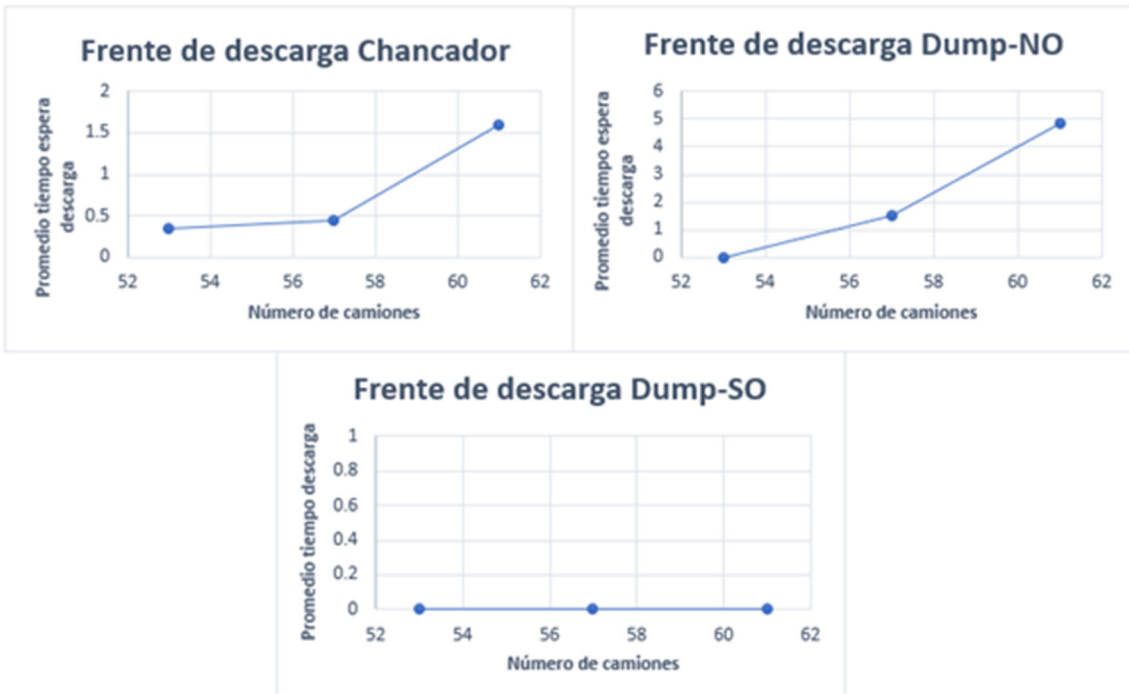 Frente de descarga Chancador
Promedio tiempo espera
descarga
2
1.5
1
0.5
0
52 54 56 58 60 62
Número de camiones
Frente de descarga Dump-NO
Promedio tiempo espera
descarga
6
5
4
3
2
1
0
52 54 56 58 60 62
Número de camiones
Frente de descarga Dump-SO
Promedio tiempo descarga
1
0.8
0.6
0.4
0.2
0
52 54 56 58 60 62
Número de camiones